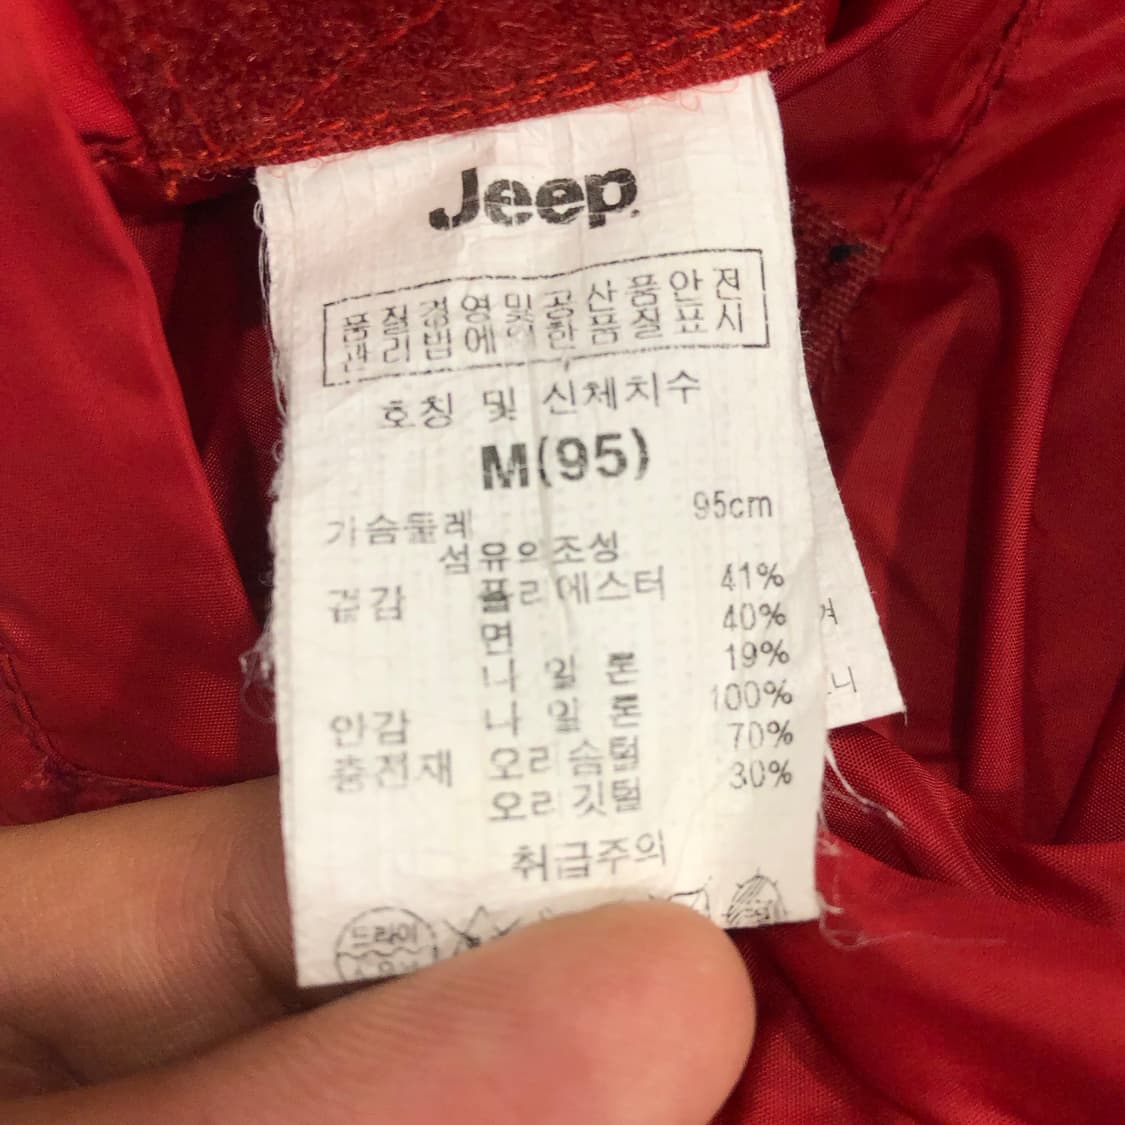 Jeep
품질경영및공산품안전
관리법에의한품질표시
호칭 및 신체치수
M(95)
가슴둘레 95cm
섬유의조성
겉감 폴리에스터 41%
면 40%
나 일 론 19%
안감 나 일 론 100%
충전재 오리 솜털 70%
오리 깃털 30%
취급주의
드라이